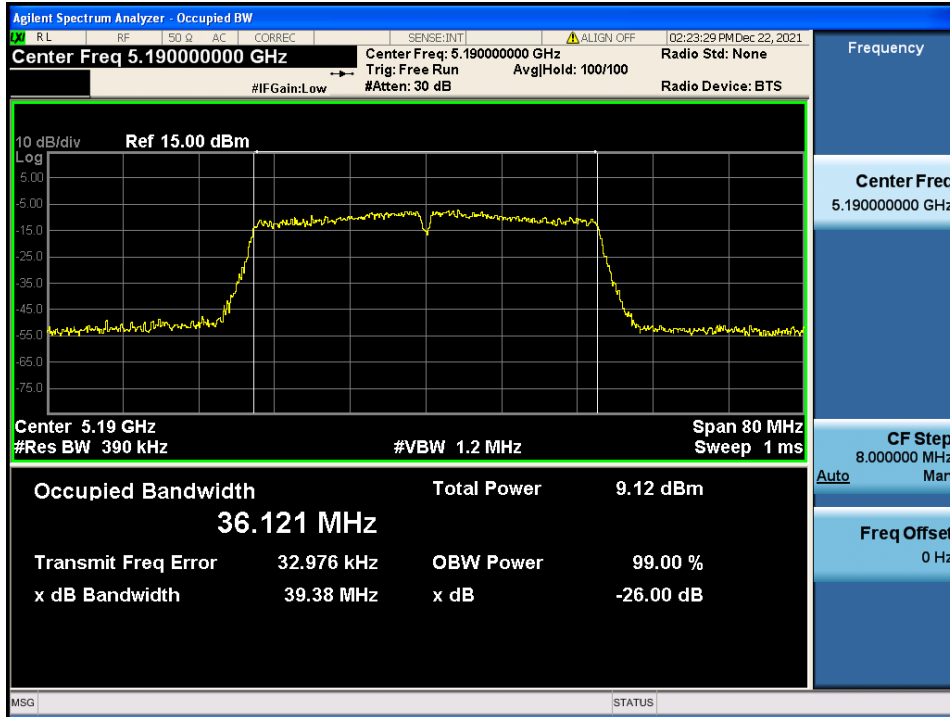 Agilent Spectrum Analyzer - Occupied BW
LXI RL RF 50 Ω AC CORREC SENSE:INT ALIGN OFF 02:23:29 PM Dec 22, 2021
Center Freq 5.190000000 GHz
Center Freq: 5.190000000 GHz
Radio Std: None
Trig: Free Run Avg|Hold: 100/100
#IFGain:Low
#Atten: 30 dB
Radio Device: BTS
10 dB/div Ref 15.00 dBm
Log
5.00
-5.00
-15.0
-25.0
-35.0
-45.0
-55.0
-65.0
-75.0
Center 5.19 GHz
Span 80 MHz
#Res BW 390 kHz
#VBW 1.2 MHz
Sweep 1 ms
Occupied Bandwidth
Total Power 9.12 dBm
36.121 MHz
Transmit Freq Error 32.976 kHz
OBW Power 99.00 %
x dB Bandwidth 39.38 MHz
x dB -26.00 dB
MSG
STATUS
Frequency
Center Freq
5.190000000 GHz
CF Step
8.000000 MHz
Auto Man
Freq Offset
0 Hz